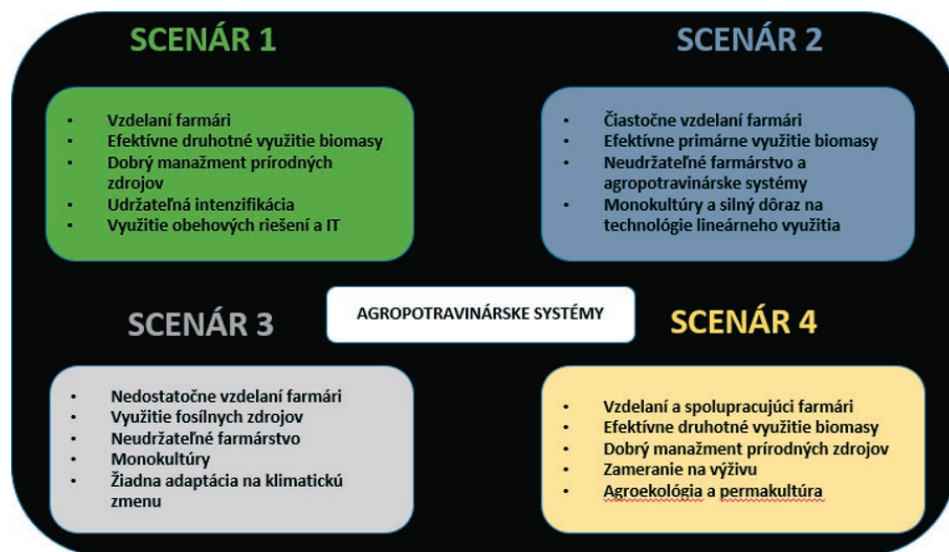 SCENÁR 1
• Vzdelaní farmári
• Efektívne druhotné využitie biomasy
• Dobrý manažment prírodných
zdrojov
• Udržateľná intenzifikácia
• Využitie obehových riešení a IT
SCENÁR 2
• Čiastočne vzdelaní farmári
• Efektívne primárne využitie biomasy
• Neudržateľné farmárstvo a
agropotravinárske systémy
• Monokultúry a silný dôraz na
technológie lineárneho využitia
AGROPOTRAVINÁRSKE SYSTÉMY
SCENÁR 3
• Nedostatočne vzdelaní farmári
• Využitie fosílnych zdrojov
• Neudržateľné farmárstvo
• Monokultúry
• Žiadna adaptácia na klimatickú
zmenu
SCENÁR 4
• Vzdelaní a spolupracujúci farmári
• Efektívne druhotné využitie biomasy
• Dobrý manažment prírodných zdrojov
• Zameranie na výživu
• Agroekológia a permakultúra